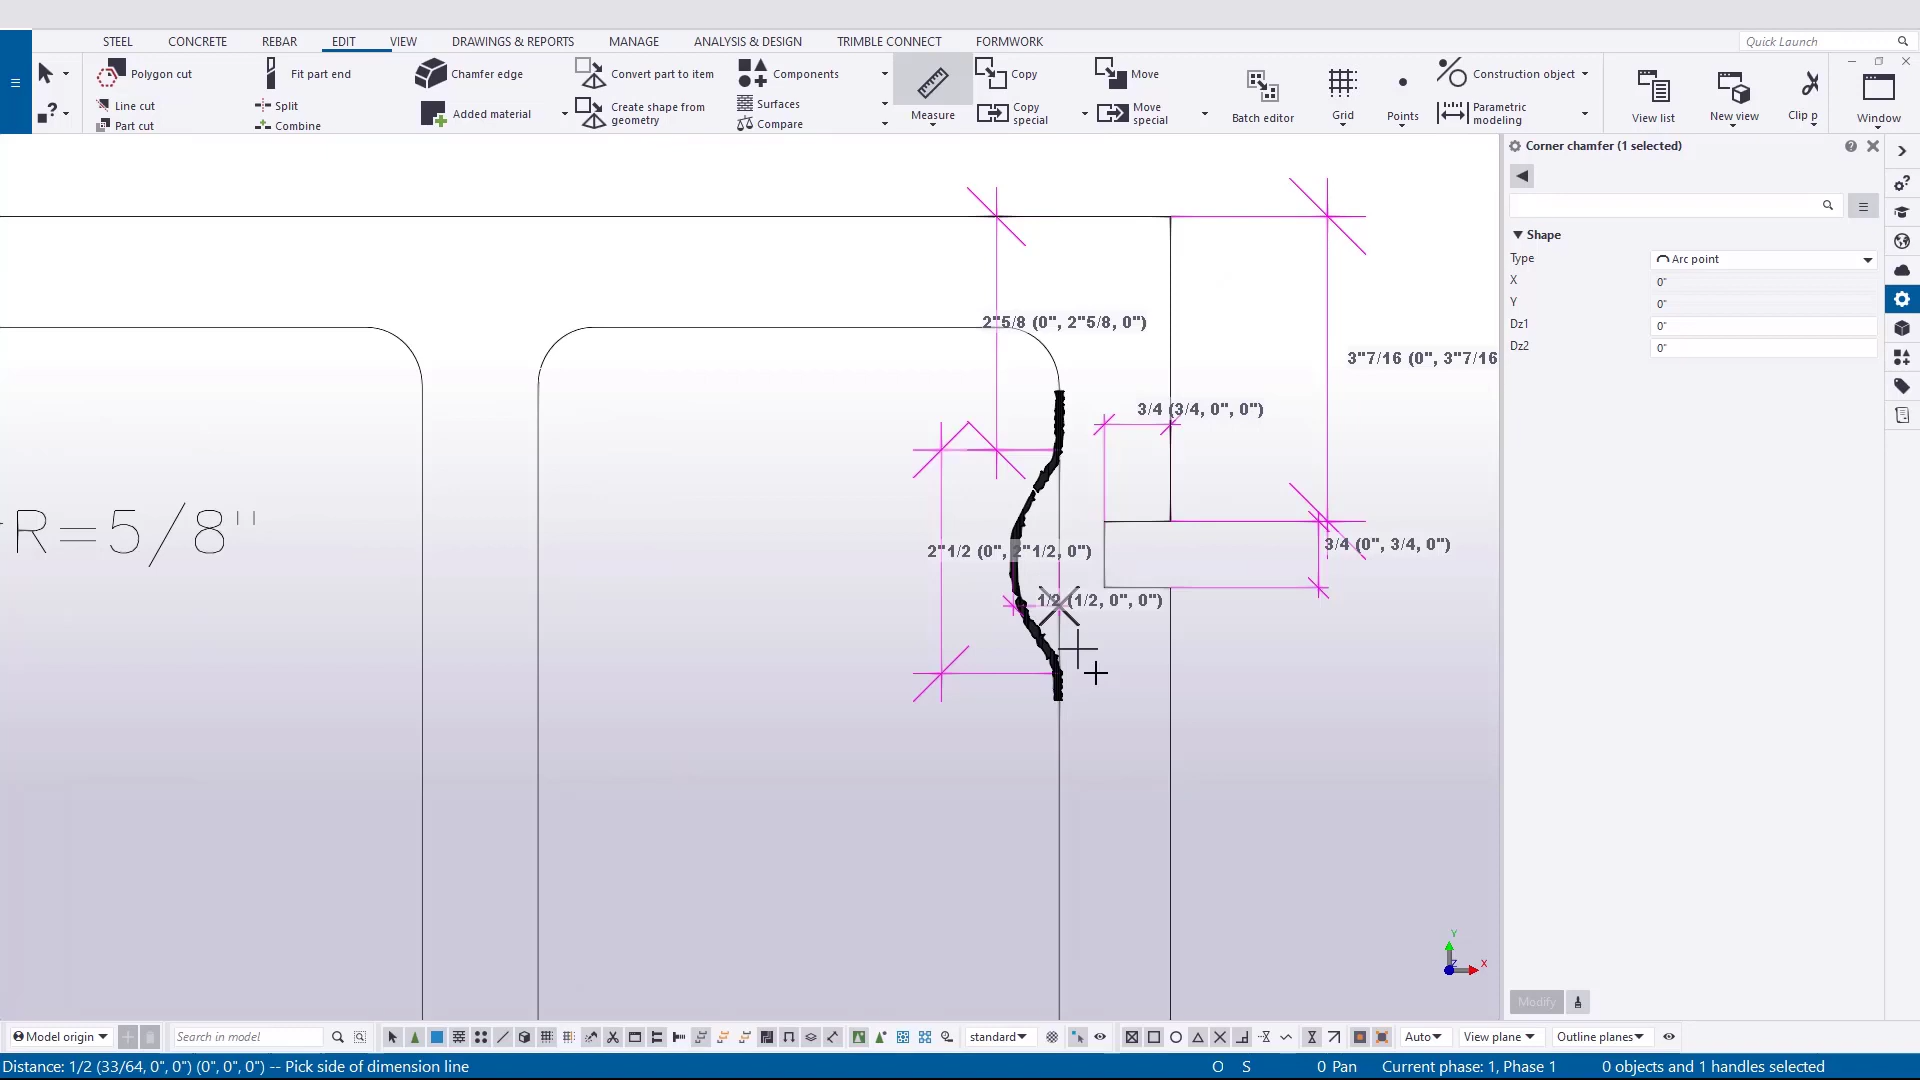 STEEL CONCRETE REBAR EDIT VIEW DRAWINGS & REPORTS MANAGE ANALYSIS & DESIGN TRIMBLE CONNECT FORMWORK Quick Launch
Polygon cut Fit part end Chamfer edge Convert part to item Components Copy Move Construction object
Line cut Split Added material Create shape from geometry Surfaces Measure Copy special Move special Batch editor Grid Points Parametric modeling View list New view Clip p Window
Part cut Combine Compare
Corner chamfer (1 selected)
Shape
Type Arc point
X 0"
Y 0"
Dz1 0"
Dz2 0"
Modify
2"5/8 (0", 2"5/8, 0")
3"7/16 (0", 3"7/16
3/4 (3/4, 0", 0")
R=5/8"
2"1/2 (0", 2"1/2, 0")
3/4 (0", 3/4, 0")
1/2 (1/2, 0", 0")
Y
Z X
Model origin Search in model standard Auto View plane Outline planes
Distance: 1/2 (33/64, 0", 0") (0", 0", 0") -- Pick side of dimension line O S 0 Pan Current phase: 1, Phase 1 0 objects and 1 handles selected